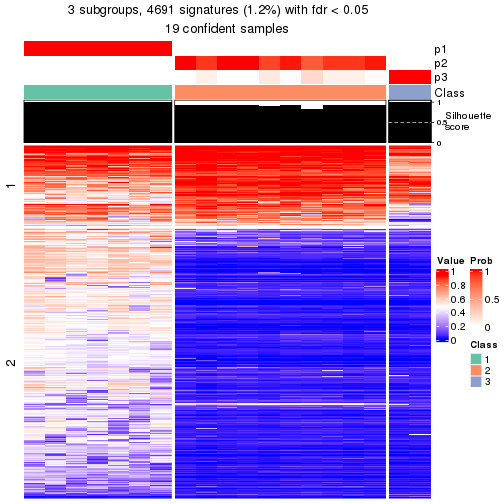 3 subgroups, 4691 signatures (1.2%) with fdr < 0.05
19 confident samples
p1
p2
p3
Class
1
0.5
0
Silhouette
score
1
2
Value
1
0.8
0.6
0.4
0.2
0
Prob
1
0.5
0
Class
1
2
3